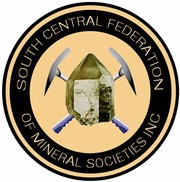 SOUTH CENTRAL FEDERATION
OF MINERAL SOCIETIES INC